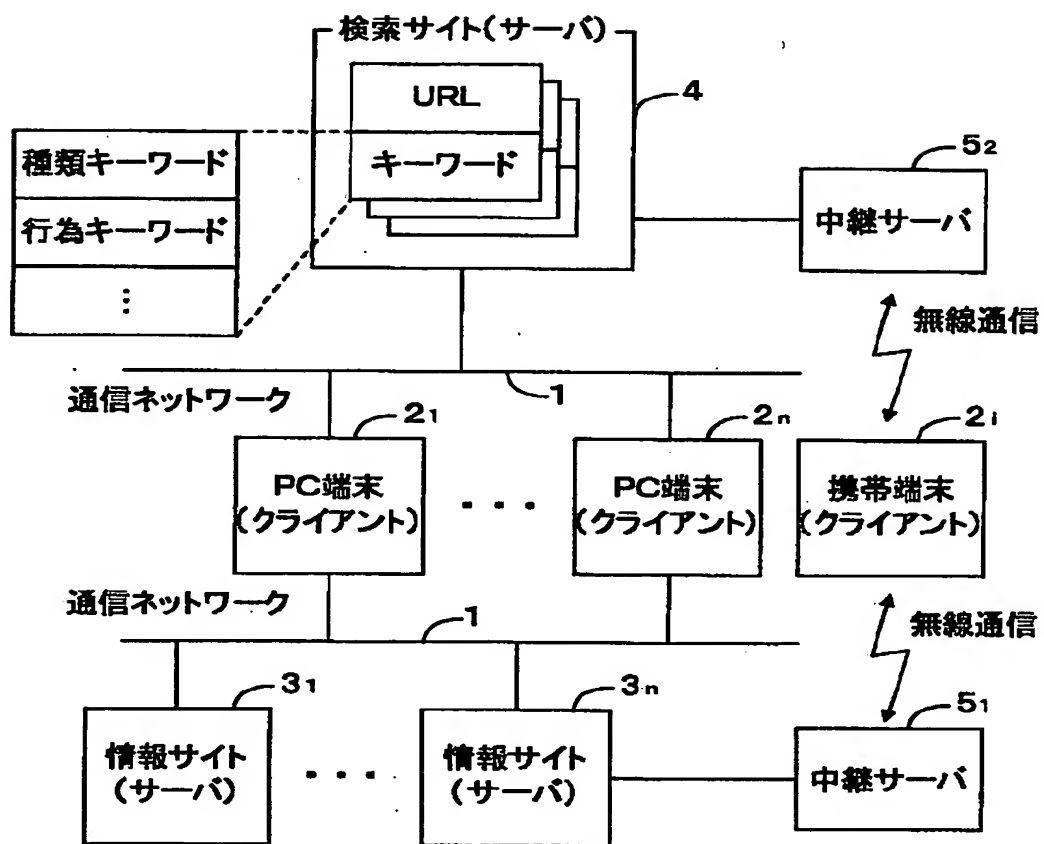 検索サイト(サーバ)
URL
4
種類キーワード
キーワード
5₂
行為キーワード
中継サーバ
⋮
無線通信
通信ネットワーク
1
2₁
2n
2i
PC端末
(クライアント)
・・・
PC端末
(クライアント)
携帯端末
(クライアント)
通信ネットワーク
1
無線通信
3₁
3n
5₁
情報サイト
(サーバ)
・・・
情報サイト
(サーバ)
中継サーバ